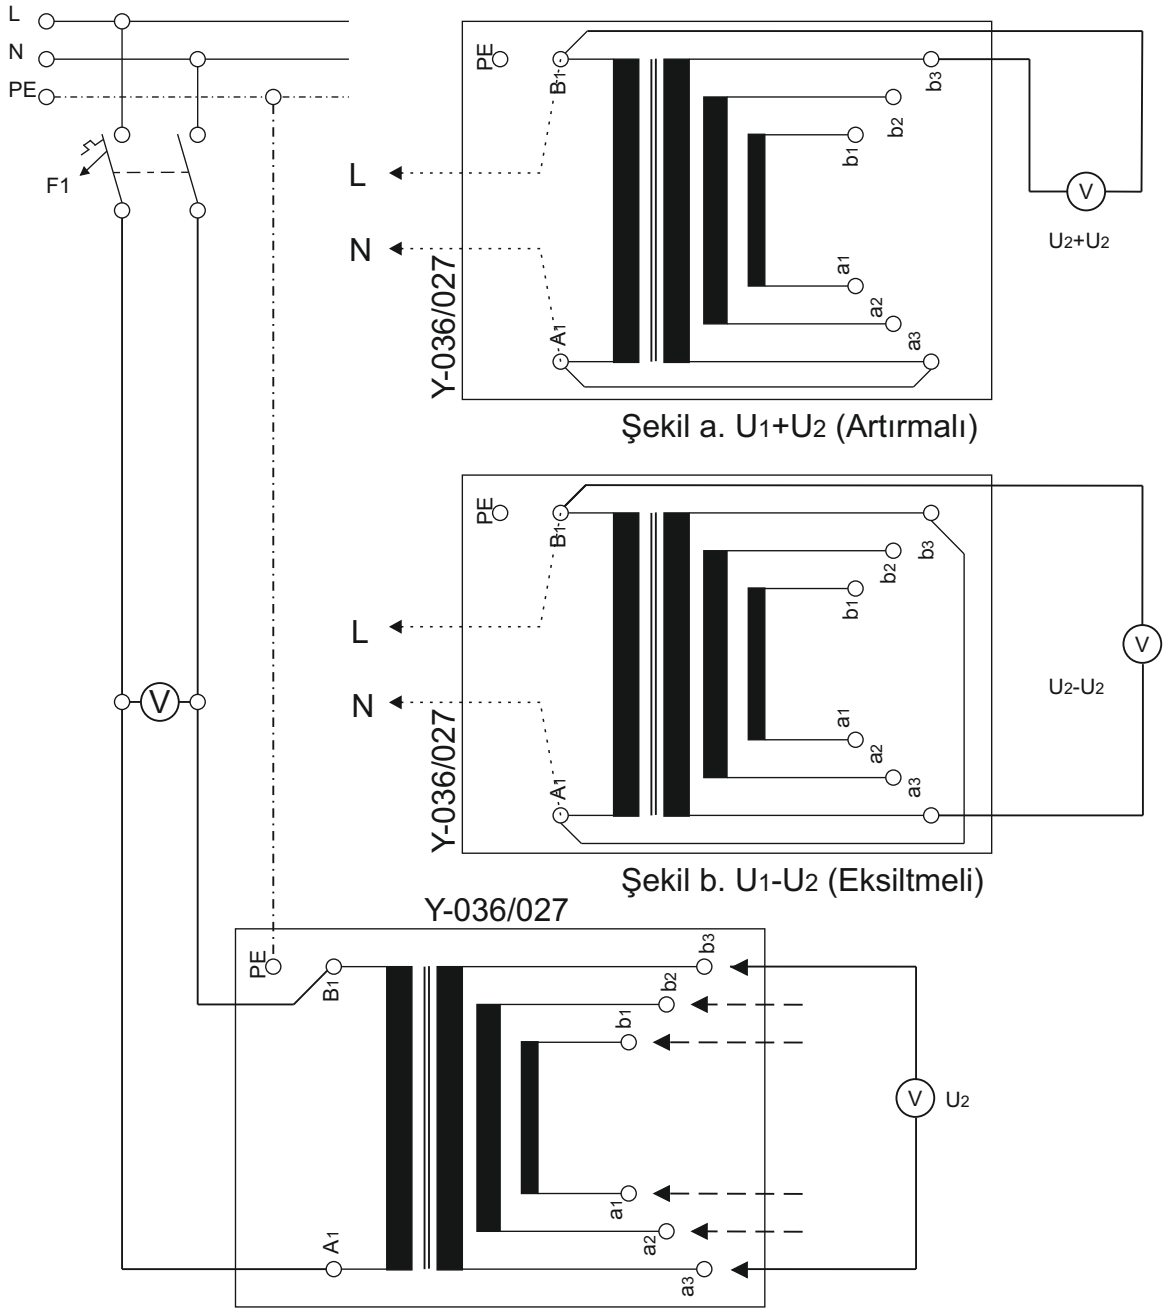 L
N
PE
F1
V
PE
B1
b3
b2
b1
L
N
a1
a2
a3
A1
Y-036/027
V
U2+U2
Şekil a. U1+U2 (Artırmalı)
PE
B1
b3
b2
b1
L
N
a1
a2
a3
A1
Y-036/027
V
U2-U2
Şekil b. U1-U2 (Eksiltmeli)
Y-036/027
PE
B1
b3
b2
b1
V
U2
a1
a2
a3
A1